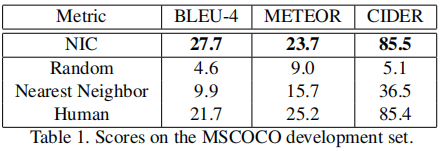 Metric BLEU-4 METEOR CIDER
NIC 27.7 23.7 85.5
Random 4.6 9.0 5.1
Nearest Neighbor 9.9 15.7 36.5
Human 21.7 25.2 85.4
Table 1. Scores on the MSCOCO development set.